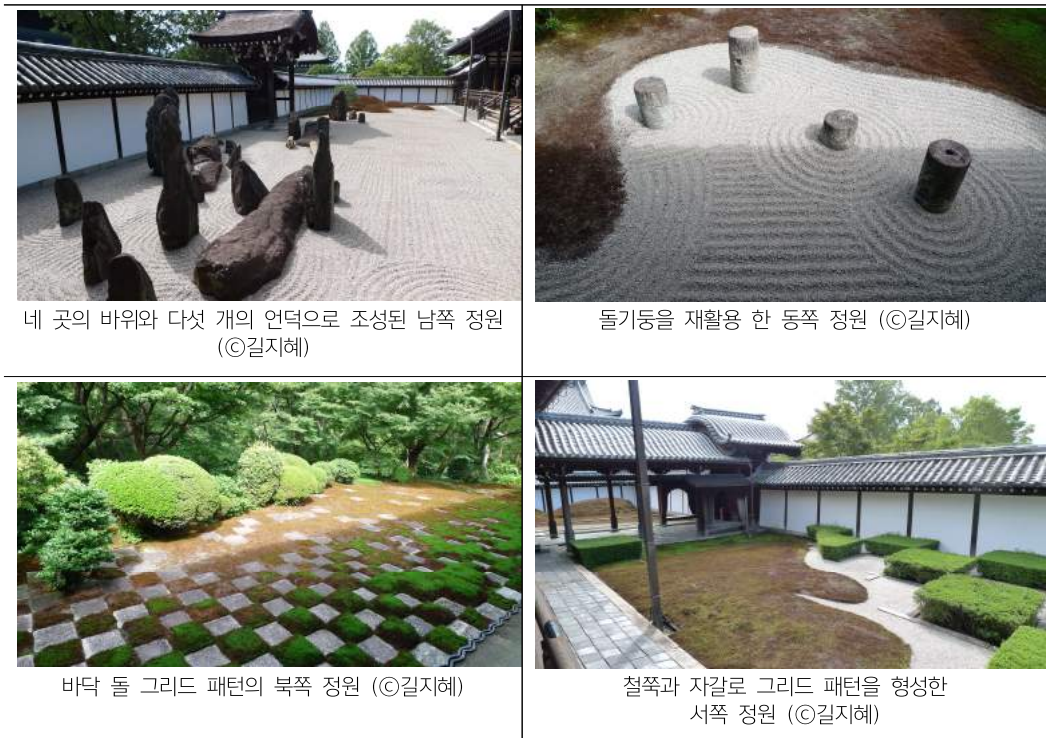 네 곳의 바위와 다섯 개의 언덕으로 조성된 남쪽 정원
(ⓒ길지혜)
돌기둥을 재활용 한 동쪽 정원 (ⓒ길지혜)
바닥 돌 그리드 패턴의 북쪽 정원 (ⓒ길지혜)
철쭉과 자갈로 그리드 패턴을 형성한
서쪽 정원 (ⓒ길지혜)